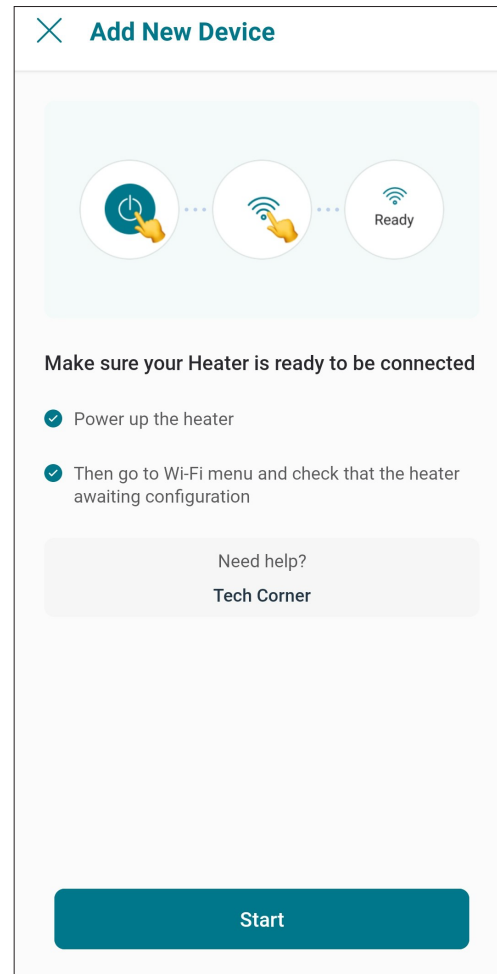 Add New Device
Ready
Make sure your Heater is ready to be connected
Power up the heater
Then go to Wi-Fi menu and check that the heater
awaiting configuration
Need help?
Tech Corner
Start